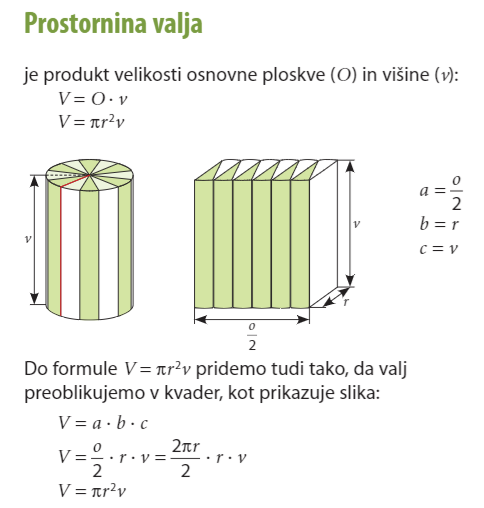 Prostornina valja
je produkt velikosti osnovne ploskve (O) in višine (v):
V = O · v
V = πr²v
v
v
r
o/2
a = o/2
b = r
c = v
Do formule V = πr²v pridemo tudi tako, da valj
preoblikujemo v kvader, kot prikazuje slika:
V = a · b · c
V = o/2 · r · v = 2πr/2 · r · v
V = πr²v